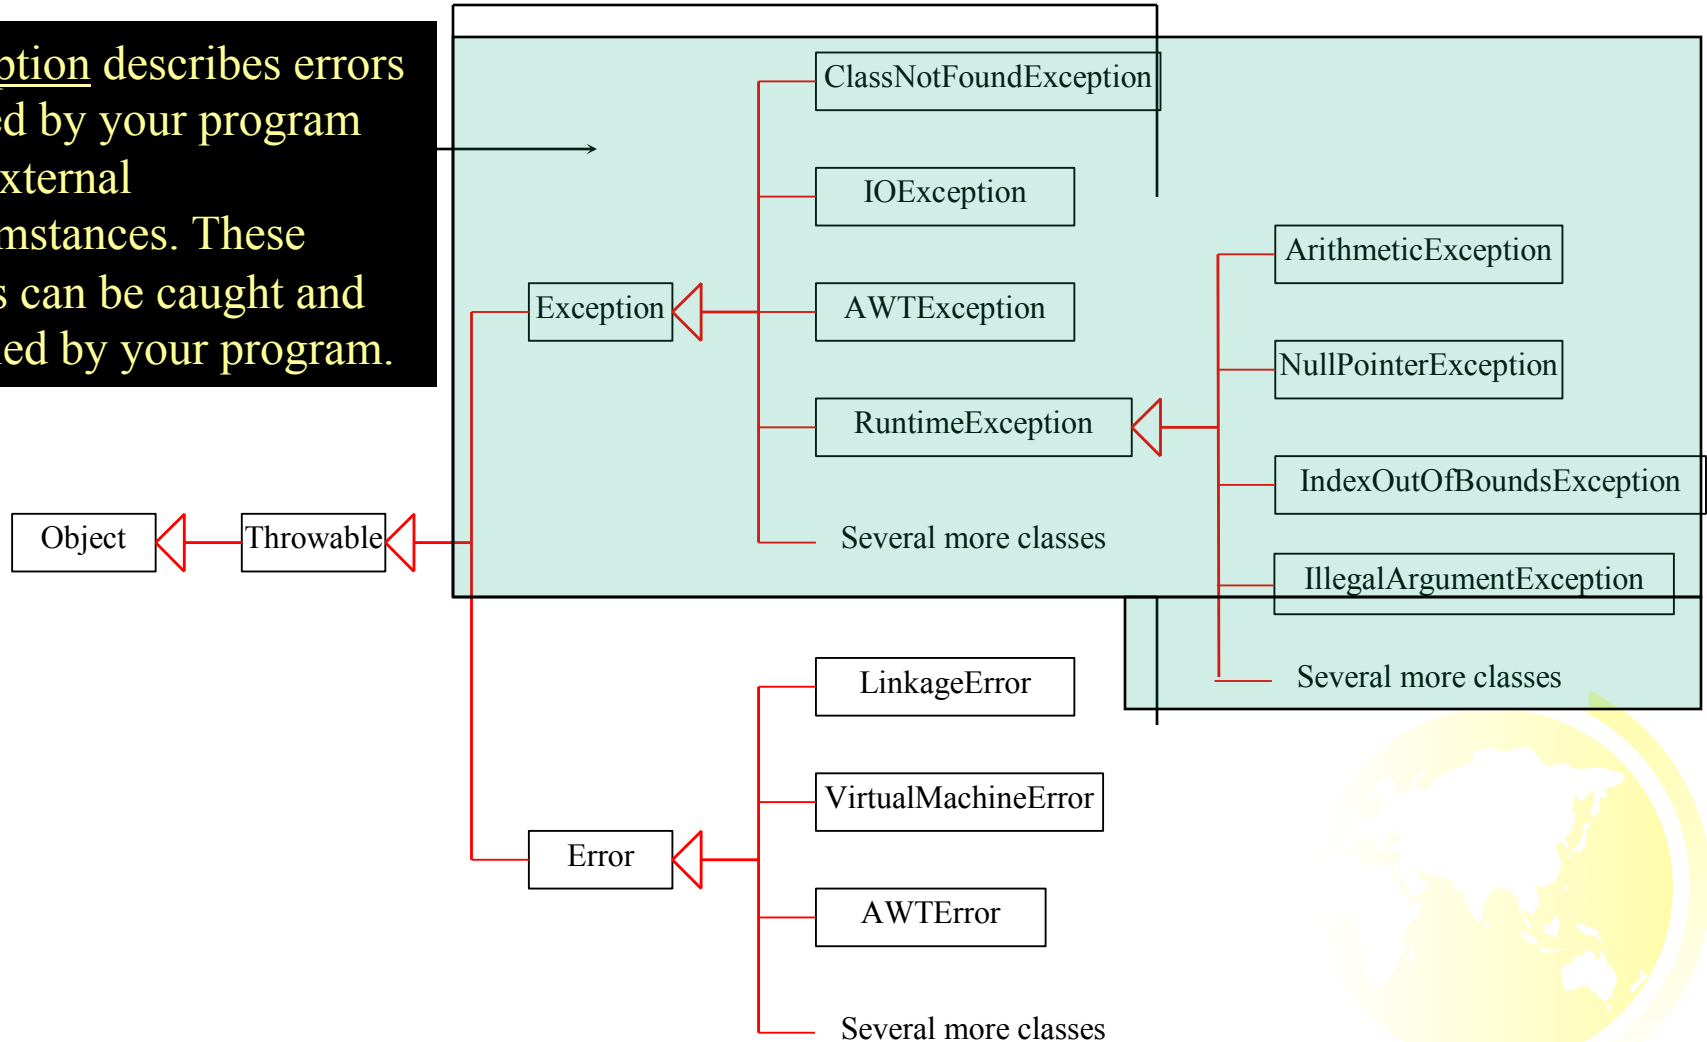 ption describes errors
ed by your program
xternal
mstances. These
s can be caught and
led by your program.
ClassNotFoundException
IOException
AWTException
RuntimeException
Several more classes
Exception
ArithmeticException
NullPointerException
IndexOutOfBoundsException
IllegalArgumentException
Several more classes
Object
Throwable
LinkageError
VirtualMachineError
Error
AWTError
Several more classes